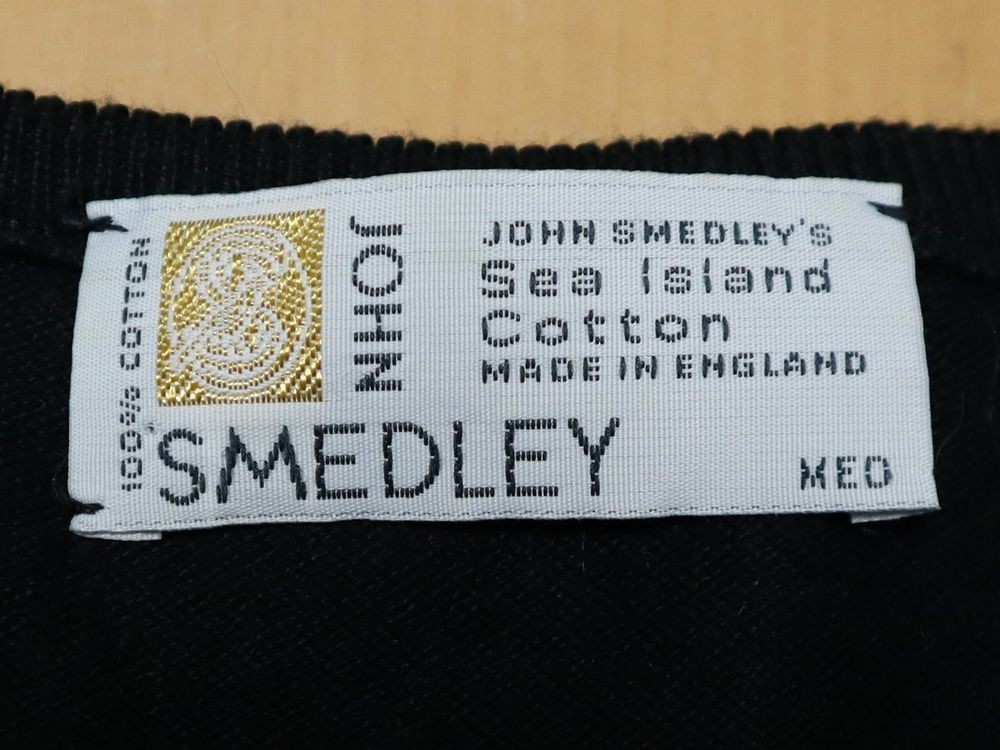 100% COTTON
JOHN
SMEDLEY
JOHN SMEDLEY'S
Sea Island
Cotton
MADE IN ENGLAND
MED